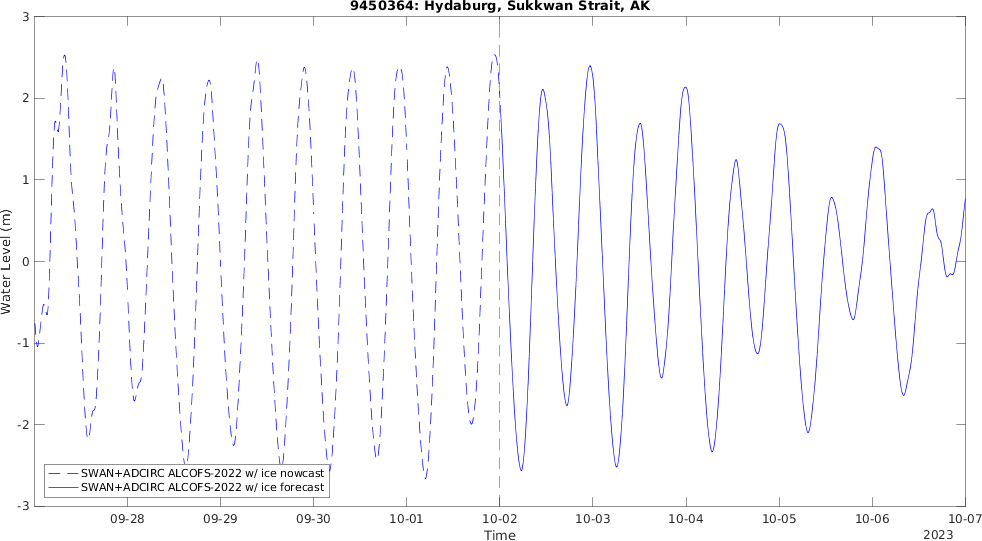 9450364: Hydaburg, Sukkwan Strait, AK
3
2
1
0
-1
-2
-3
Water Level (m)
SWAN+ADCIRC ALCOFS-2022 w/ ice nowcast
SWAN+ADCIRC ALCOFS-2022 w/ ice forecast
09-28 09-29 09-30 10-01 10-02 10-03 10-04 10-05 10-06 10-07
Time
2023